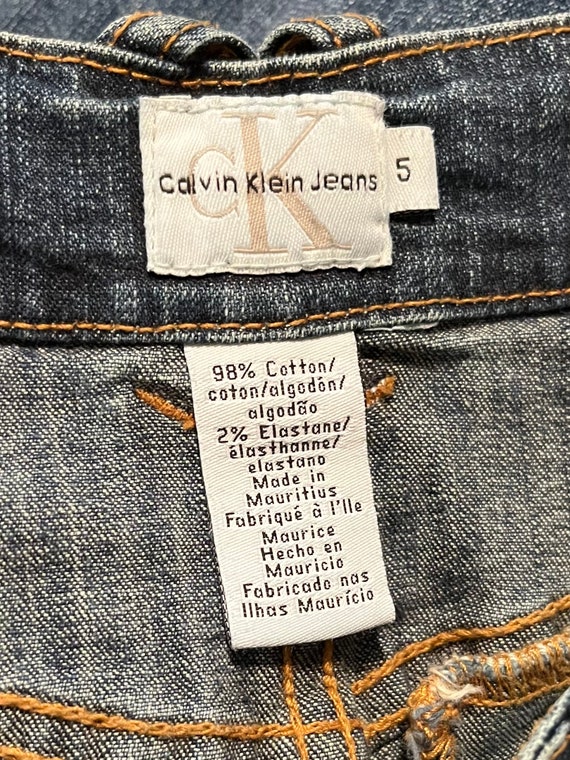 CK
Calvin Klein Jeans
5
98% Cotton/
coton/algodón/
algodão
2% Elastane/
élasthanne/
elastano
Made in
Mauritius
Fabriqué à l'Ile
Maurice
Hecho en
Mauricio
Fabricado nas
Ilhas Maurício